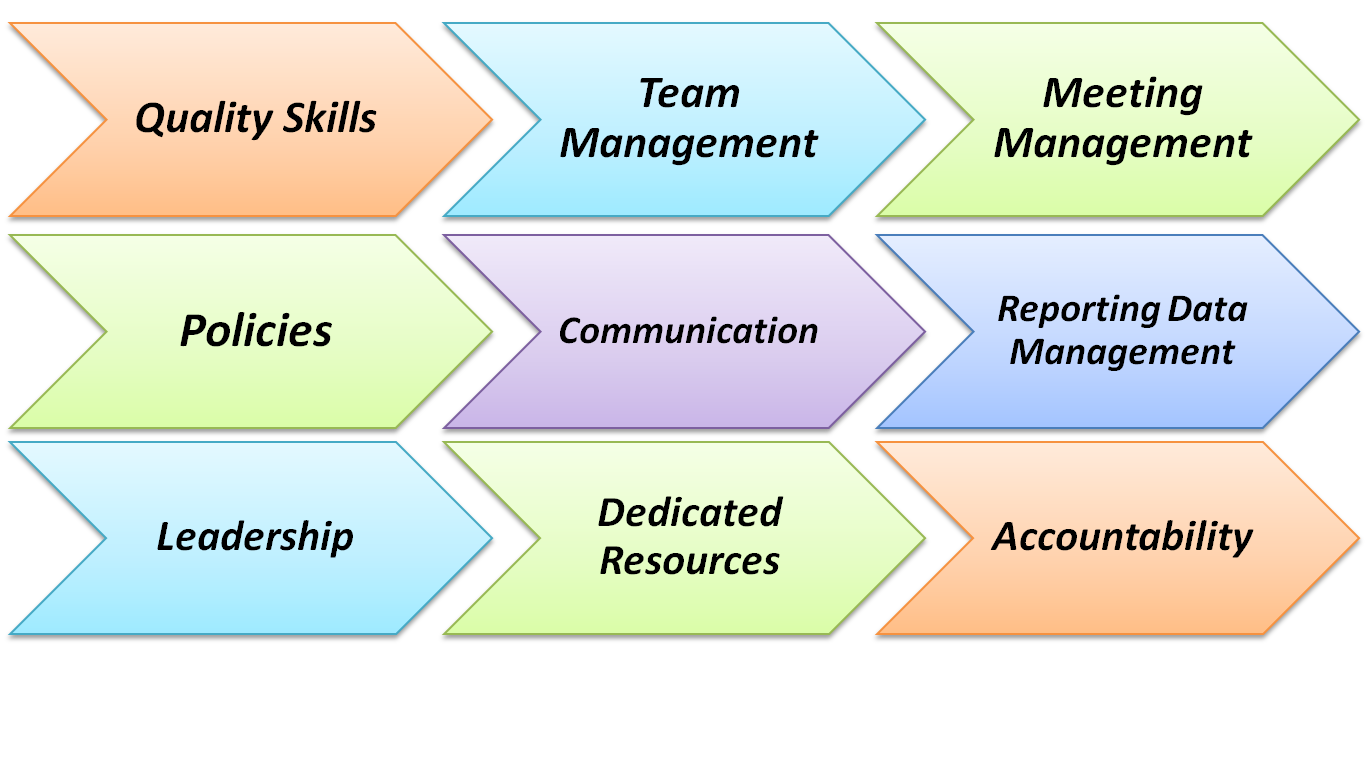 Quality Skills
Team
Management
Meeting
Management
Policies
Communication
Reporting Data
Management
Leadership
Dedicated
Resources
Accountability